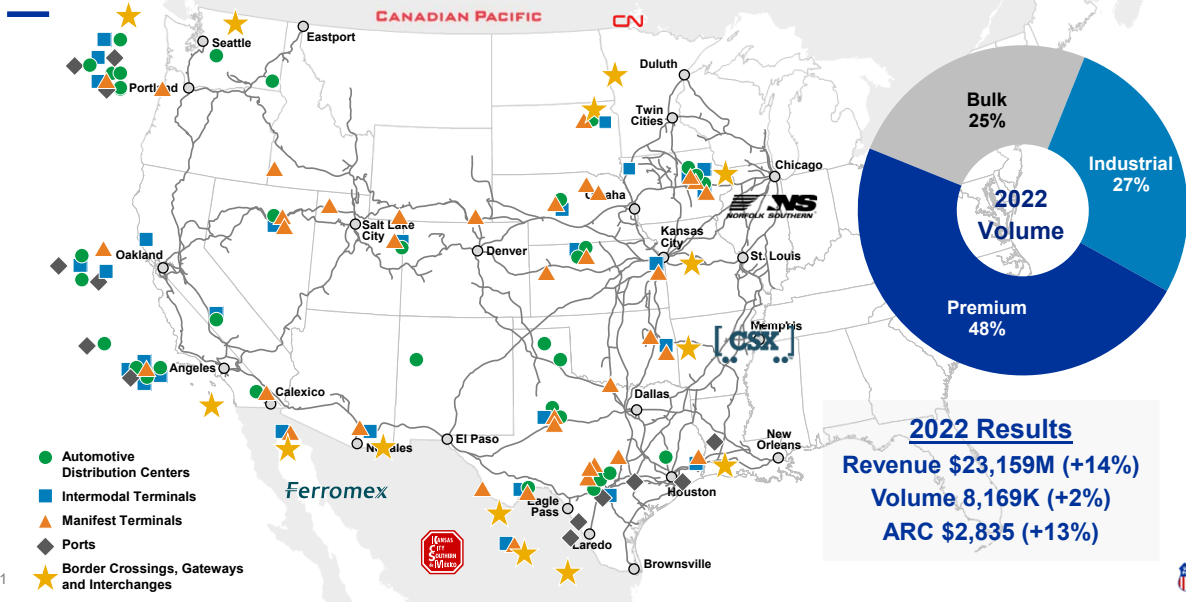 CANADIAN PACIFIC
CN
Eastport
Seattle
Portland
Duluth
Twin
Cities
Chicago
Omaha
NS
NORFOLK SOUTHERN
Salt Lake
City
Oakland
Denver
Kansas
City
St. Louis
Memphis
CSX
Angeles
Calexico
Dallas
El Paso
Nogales
New
Orleans
Houston
Eagle
Pass
Laredo
Brownsville
Ferromex
KANSAS
CITY
SOUTHERN
de MÉXICO
Automotive
Distribution Centers
Intermodal Terminals
Manifest Terminals
Ports
Border Crossings, Gateways
and Interchanges
Bulk
25%
Industrial
27%
2022
Volume
Premium
48%
2022 Results
Revenue $23,159M (+14%)
Volume 8,169K (+2%)
ARC $2,835 (+13%)
1